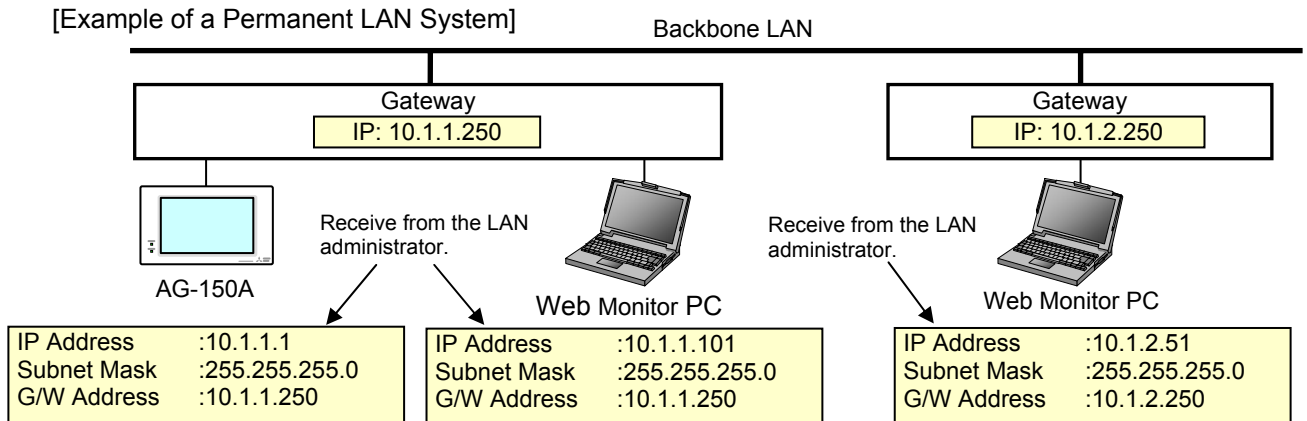 [Example of a Permanent LAN System]
Backbone LAN
Gateway
IP: 10.1.1.250
Gateway
IP: 10.1.2.250
Receive from the LAN
administrator.
Receive from the LAN
administrator.
AG-150A
Web Monitor PC
Web Monitor PC
IP Address :10.1.1.1
Subnet Mask :255.255.255.0
G/W Address :10.1.1.250
IP Address :10.1.1.101
Subnet Mask :255.255.255.0
G/W Address :10.1.1.250
IP Address :10.1.2.51
Subnet Mask :255.255.255.0
G/W Address :10.1.2.250